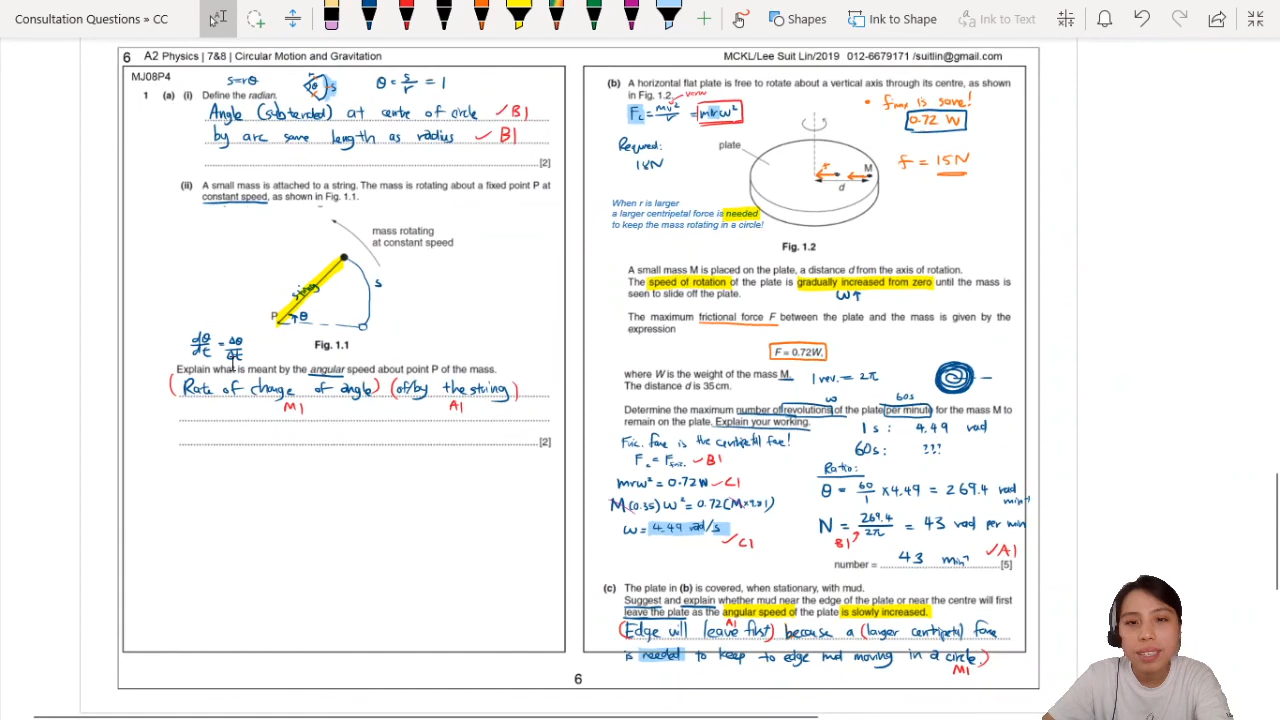 Consultation Questions » CC
Shapes
Ink to Shape
Ink to Text
6 A2 Physics | 7&8 | Circular Motion and Gravitation
MCKL/Lee Suit Lin/2019 012-6679171 /suitlin@gmail.com
MJ08P4
s=rθ
θ = s/r = 1
1 (a) (i) Define the radian.
Angle (subtended) at centre of circle ✓B1
by arc same length as radius ✓ B1
[2]
(ii) A small mass is attached to a string. The mass is rotating about a fixed point P at
constant speed, as shown in Fig. 1.1.
mass rotating
at constant speed
string
s
P
θ
dθ/dt = Δθ/Δt
Fig. 1.1
Explain what is meant by the angular speed about point P of the mass.
(Rate of change of angle) (of/by the string)
M1 A1
[2]
(b) A horizontal flat plate is free to rotate about a vertical axis through its centre, as shown
in Fig. 1.2.
Fc = mv²/r = mrω²
• fmax is same!
0.72 W
f = 15N
Required:
18N
plate
M
d
When r is larger
a larger centripetal force is needed
to keep the mass rotating in a circle!
Fig. 1.2
A small mass M is placed on the plate, a distance d from the axis of rotation.
The speed of rotation of the plate is gradually increased from zero until the mass is
seen to slide off the plate.
ω↑
The maximum frictional force F between the plate and the mass is given by the
expression
F = 0.72W,
where W is the weight of the mass M.
1 rev. = 2π
The distance d is 35cm.
ω 60s
Determine the maximum number of revolutions of the plate per minute for the mass M to
remain on the plate. Explain your working.
Fric. force is the centripetal force!
Fc = Ffric. ✓B1
mrω² = 0.72W ✓C1
M(0.35)ω² = 0.72(M×9.81)
ω = 4.49 rad/s
✓C1
1s : 4.49 rad
60s: ???
Ratio:
θ = 60/1 × 4.49 = 269.4 rad min⁻¹
N = 269.4/2π = 43 rad per min
B1
✓A1
number = 43 min⁻¹ [5]
(c) The plate in (b) is covered, when stationary, with mud.
Suggest and explain whether mud near the edge of the plate or near the centre will first
leave the plate as the angular speed of the plate is slowly increased.
A1
(Edge will leave first) because a (larger centripetal force
is needed to keep to edge mud moving in a circle.)
M1
6